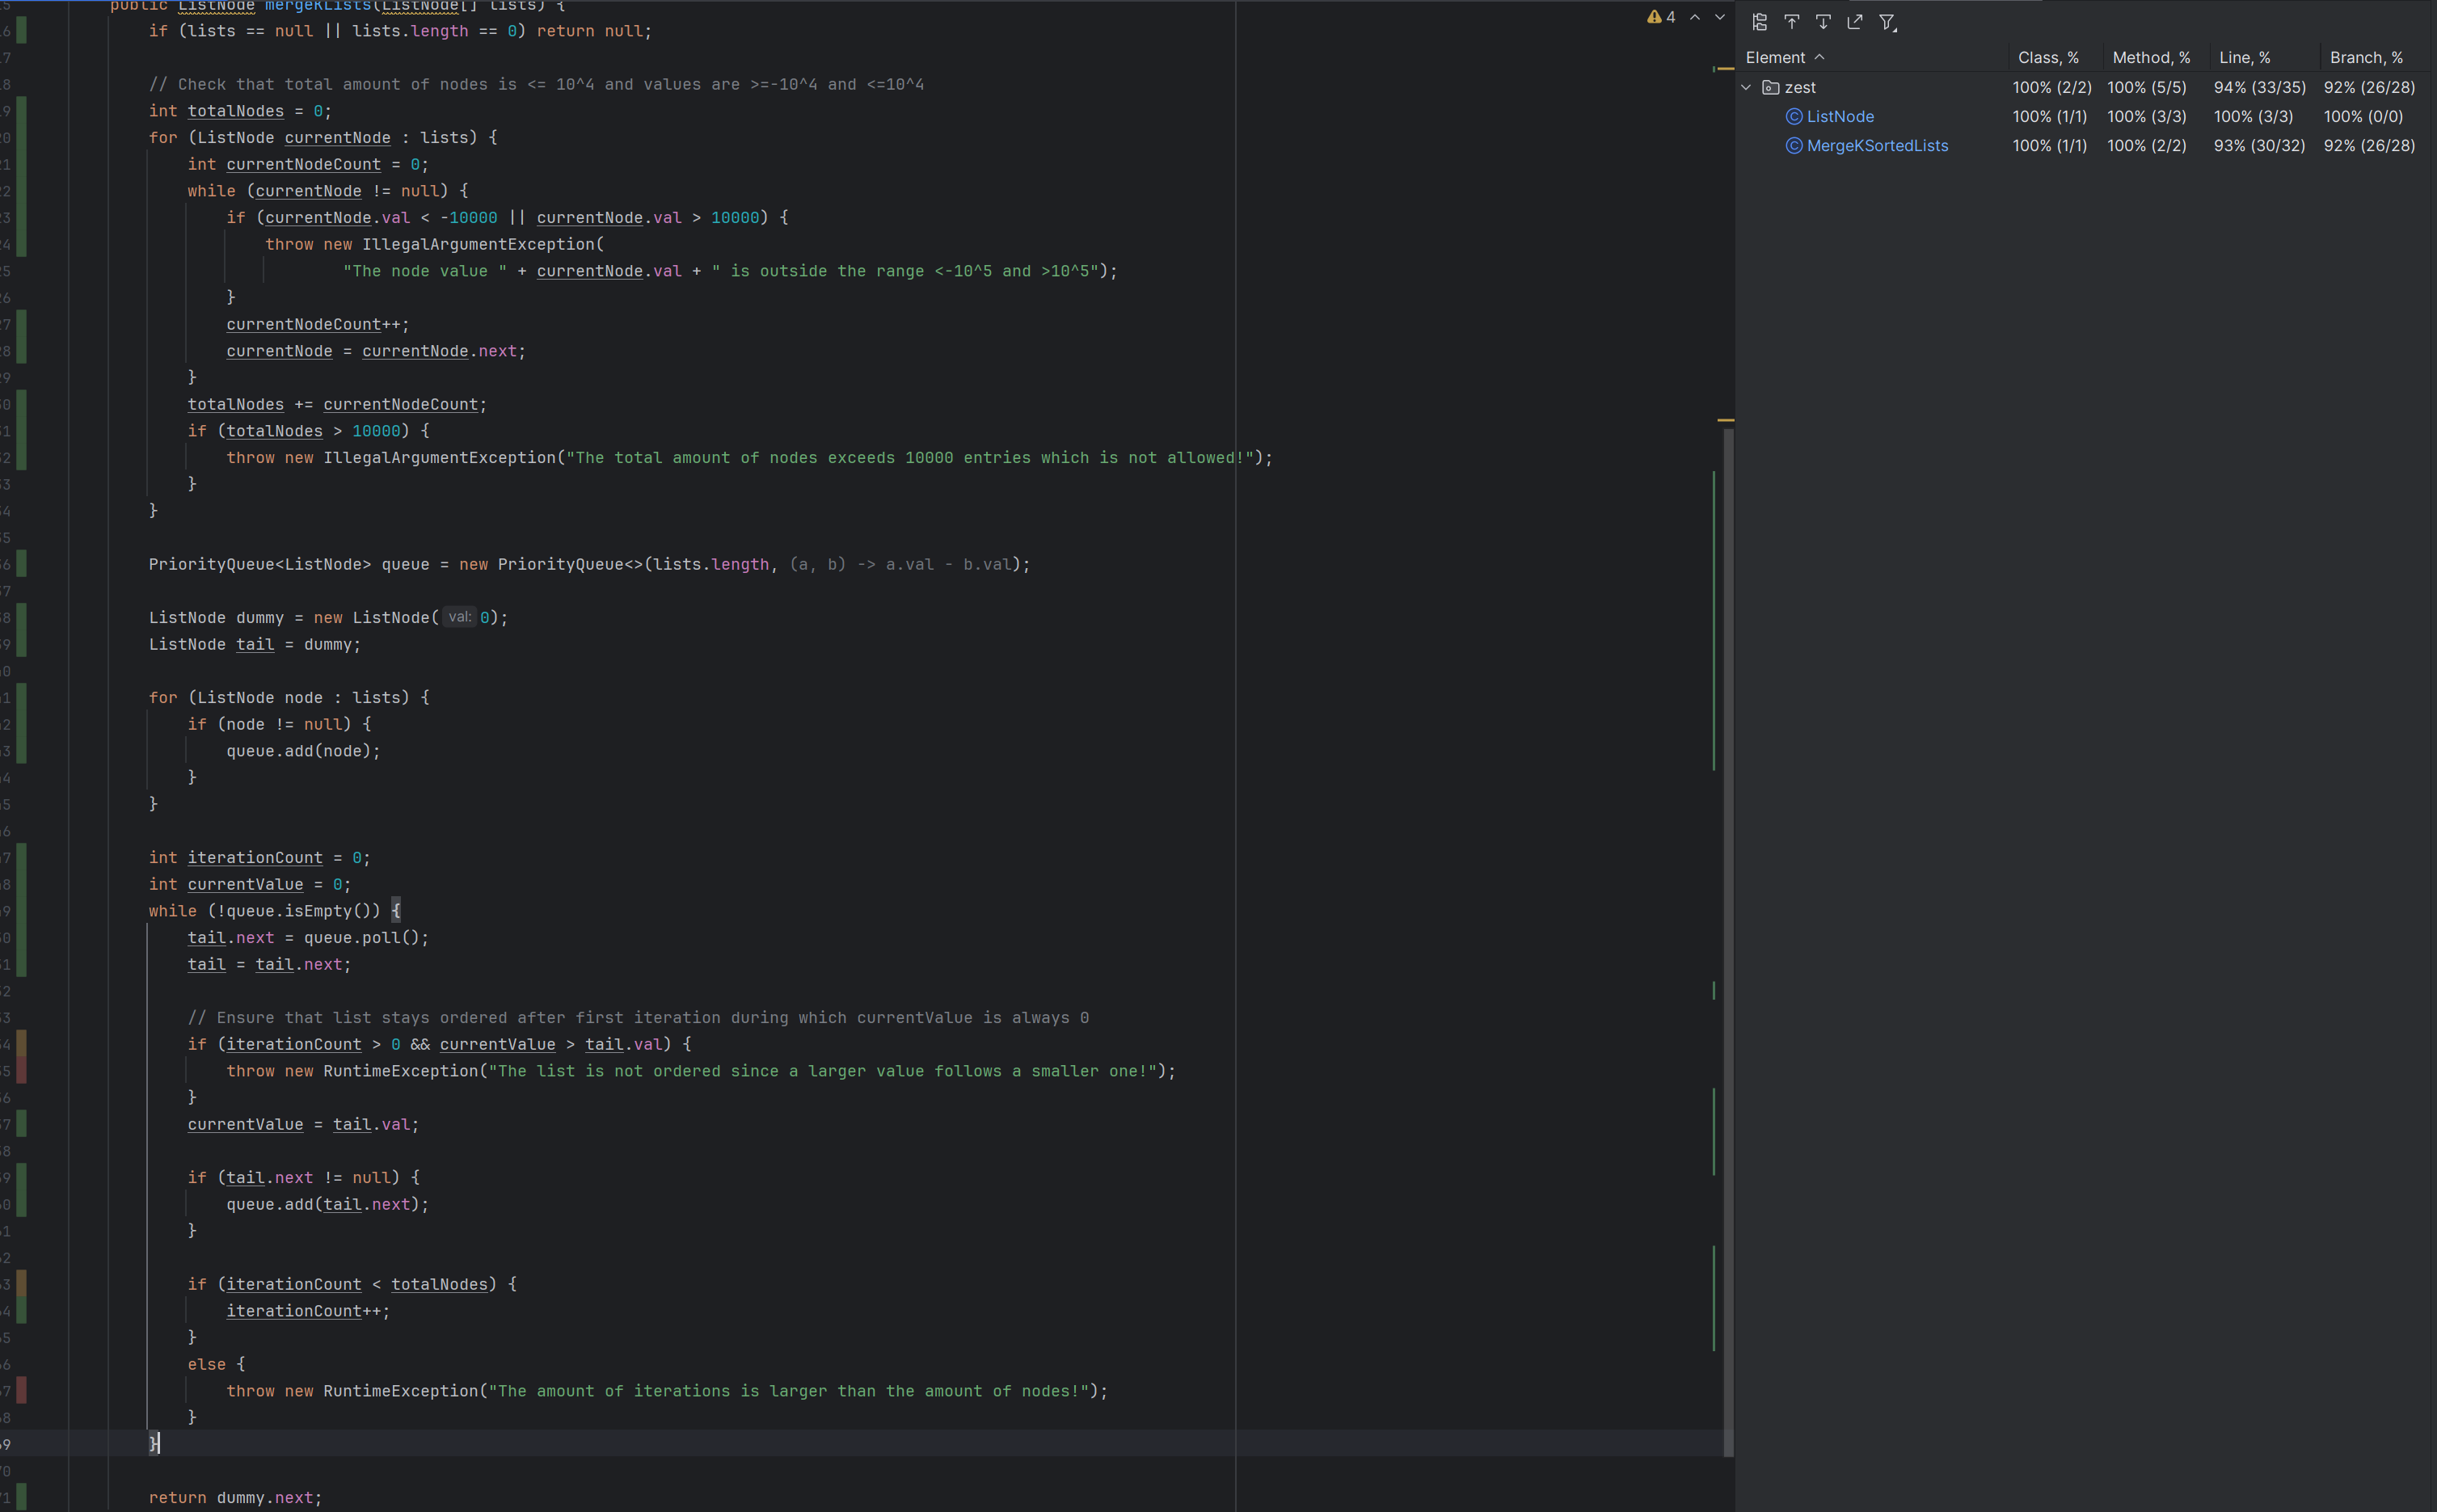 public ListNode mergeKLists(ListNode[] lists) {
if (lists == null || lists.length == 0) return null;
// Check that total amount of nodes is <= 10^4 and values are >=-10^4 and <=10^4
int totalNodes = 0;
for (ListNode currentNode : lists) {
int currentNodeCount = 0;
while (currentNode != null) {
if (currentNode.val < -10000 || currentNode.val > 10000) {
throw new IllegalArgumentException(
"The node value " + currentNode.val + " is outside the range <-10^5 and >10^5");
}
currentNodeCount++;
currentNode = currentNode.next;
}
totalNodes += currentNodeCount;
if (totalNodes > 10000) {
throw new IllegalArgumentException("The total amount of nodes exceeds 10000 entries which is not allowed!");
}
}
PriorityQueue<ListNode> queue = new PriorityQueue<>(lists.length, (a, b) -> a.val - b.val);
ListNode dummy = new ListNode( val: 0);
ListNode tail = dummy;
for (ListNode node : lists) {
if (node != null) {
queue.add(node);
}
}
int iterationCount = 0;
int currentValue = 0;
while (!queue.isEmpty()) {
tail.next = queue.poll();
tail = tail.next;
// Ensure that list stays ordered after first iteration during which currentValue is always 0
if (iterationCount > 0 && currentValue > tail.val) {
throw new RuntimeException("The list is not ordered since a larger value follows a smaller one!");
}
currentValue = tail.val;
if (tail.next != null) {
queue.add(tail.next);
}
if (iterationCount < totalNodes) {
iterationCount++;
}
else {
throw new RuntimeException("The amount of iterations is larger than the amount of nodes!");
}
}
return dummy.next;
4
Element Class, % Method, % Line, % Branch, %
zest 100% (2/2) 100% (5/5) 94% (33/35) 92% (26/28)
ListNode 100% (1/1) 100% (3/3) 100% (3/3) 100% (0/0)
MergeKSortedLists 100% (1/1) 100% (2/2) 93% (30/32) 92% (26/28)